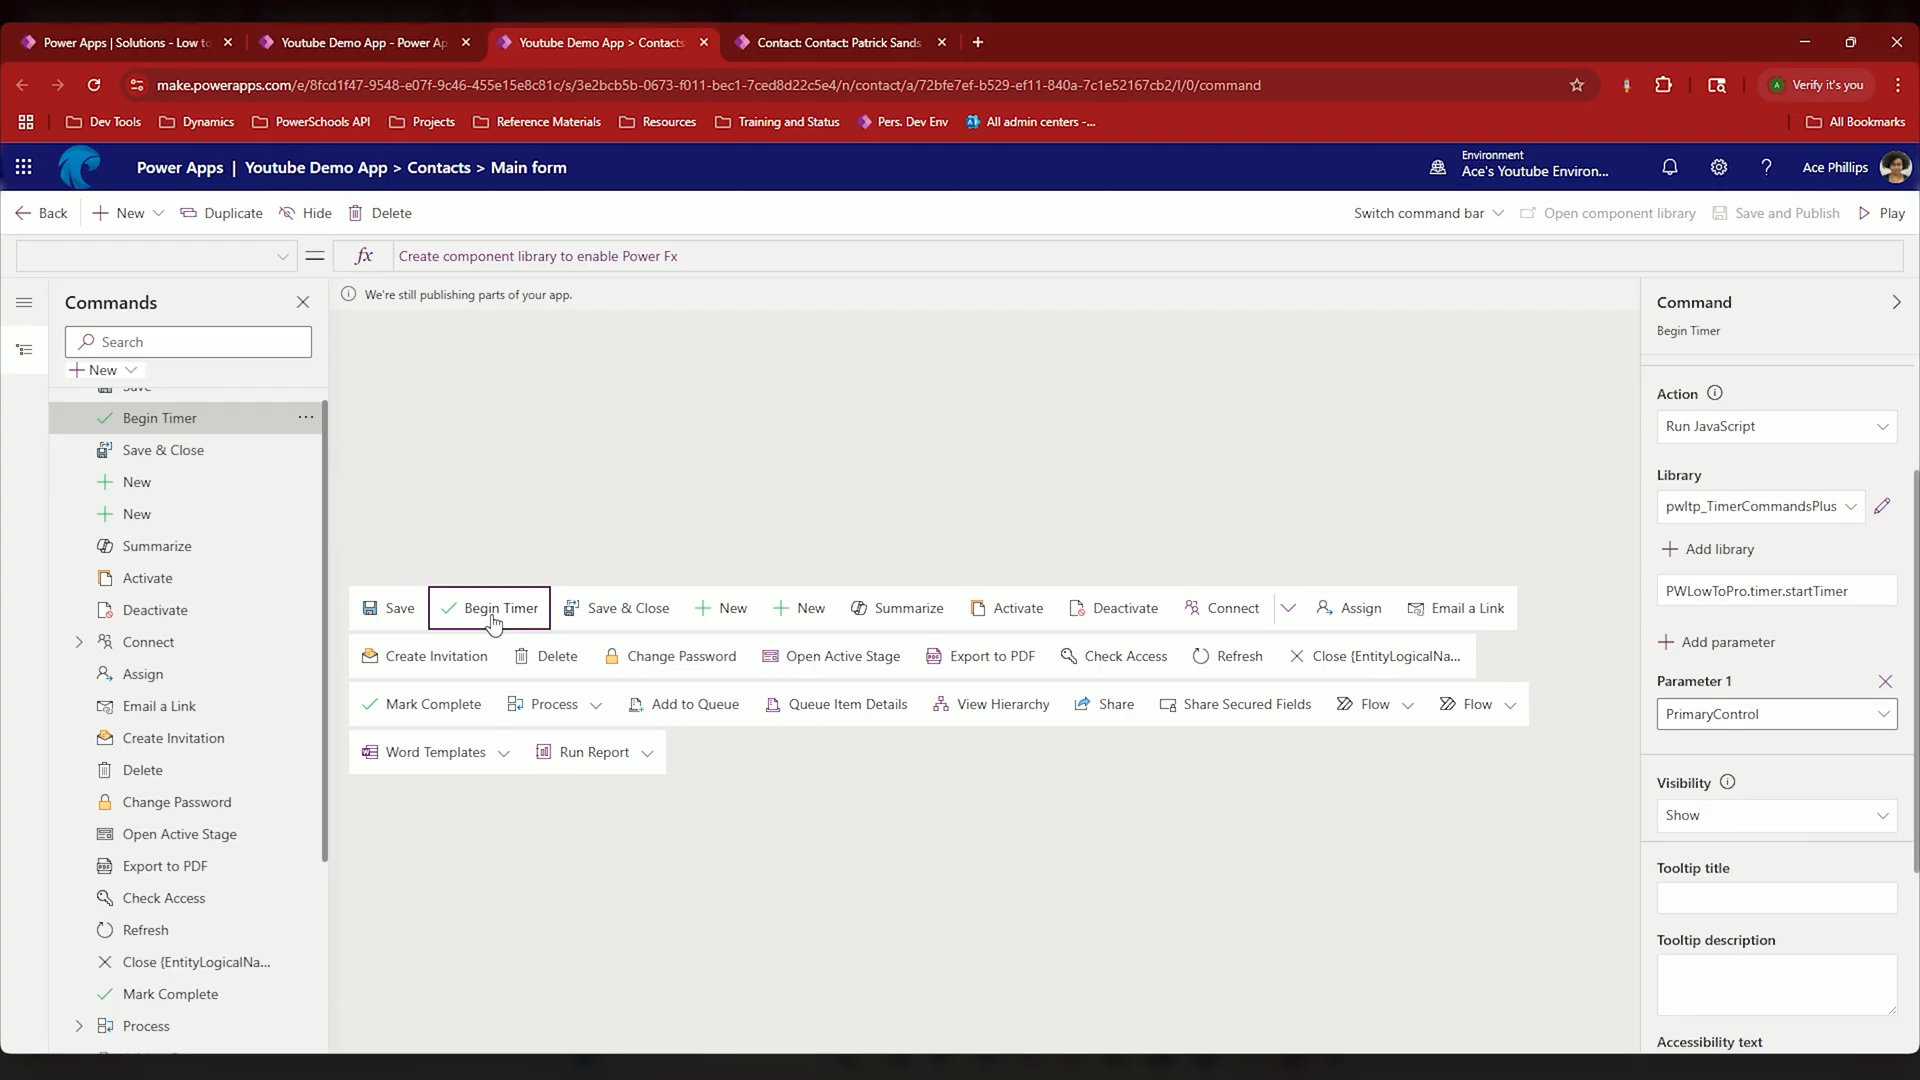 Power Apps | Solutions - Low to
Youtube Demo App - Power Ap
Youtube Demo App > Contacts
Contact: Contact: Patrick Sands
make.powerapps.com/e/8fcd1f47-9548-e07f-9c46-455e15e8c81c/s/3e2bcb5b-0673-f011-bec1-7ced8d22c5e4/n/contact/a/72bfe7ef-b529-ef11-840a-7c1e52167cb2/l/0/command
A
Verify it's you
Dev Tools
Dynamics
PowerSchools API
Projects
Reference Materials
Resources
Training and Status
Pers. Dev Env
All admin centers -...
All Bookmarks
Power Apps | Youtube Demo App > Contacts > Main form
Environment
Ace's Youtube Environ...
Ace Phillips
Back
New
Duplicate
Hide
Delete
Switch command bar
Open component library
Save and Publish
Play
fx
Create component library to enable Power Fx
Commands
Search
New
Save
Begin Timer
Save & Close
New
New
Summarize
Activate
Deactivate
Connect
Assign
Email a Link
Create Invitation
Delete
Change Password
Open Active Stage
Export to PDF
Check Access
Refresh
Close {EntityLogicalNa...
Mark Complete
Process
We're still publishing parts of your app.
Save
Begin Timer
Save & Close
New
New
Summarize
Activate
Deactivate
Connect
Assign
Email a Link
Create Invitation
Delete
Change Password
Open Active Stage
Export to PDF
Check Access
Refresh
Close {EntityLogicalNa...
Mark Complete
Process
Add to Queue
Queue Item Details
View Hierarchy
Share
Share Secured Fields
Flow
Flow
Word Templates
Run Report
Command
Begin Timer
Action
Run JavaScript
Library
pwltp_TimerCommandsPlus
Add library
PWLowToPro.timer.startTimer
Add parameter
Parameter 1
PrimaryControl
Visibility
Show
Tooltip title
Tooltip description
Accessibility text